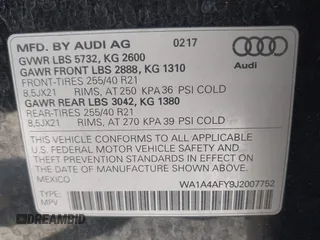 MFD. BY AUDI AG 0217
GVWR LBS 5732, KG 2600
GAWR FRONT LBS 2888, KG 1310
FRONT-TIRES 255/40 R21
8,5JX21 RIMS, AT 250 KPA 36 PSI COLD
GAWR REAR LBS 3042, KG 1380
REAR-TIRES 255/40 R21
8,5JX21 RIMS, AT 270 KPA 39 PSI COLD
Audi
THIS VEHICLE CONFORMS TO ALL APPLICABLE
U.S. FEDERAL MOTOR VEHICLE SAFETY AND
THEFT PREVENTION STANDARDS IN EFFECT ON THE
DATE OF MANUFACTURE SHOWN ABOVE.
MEXICO
WA1A4AFY9J2007752
TYPE:
MPV
DREAMBID